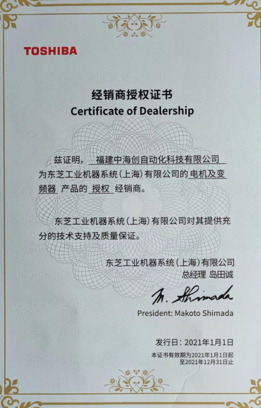 TOSHIBA
经销商授权证书
Certificate of Dealership
兹证明， 福建中海创自动化科技有限公司
为东芝工业机器系统（上海）有限公司的 电机及变
频器 产品的 授权 经销商。
东芝工业机器系统（上海）有限公司对其提供充
分的技术支持及质量保证。
东芝工业机器系统（上海）有限公司
总经理 岛田诚
M. Shimada
President: Makoto Shimada
发行日：2021年1月1日
本证书有效期为2021年1月1日起
至2021年12月31日止